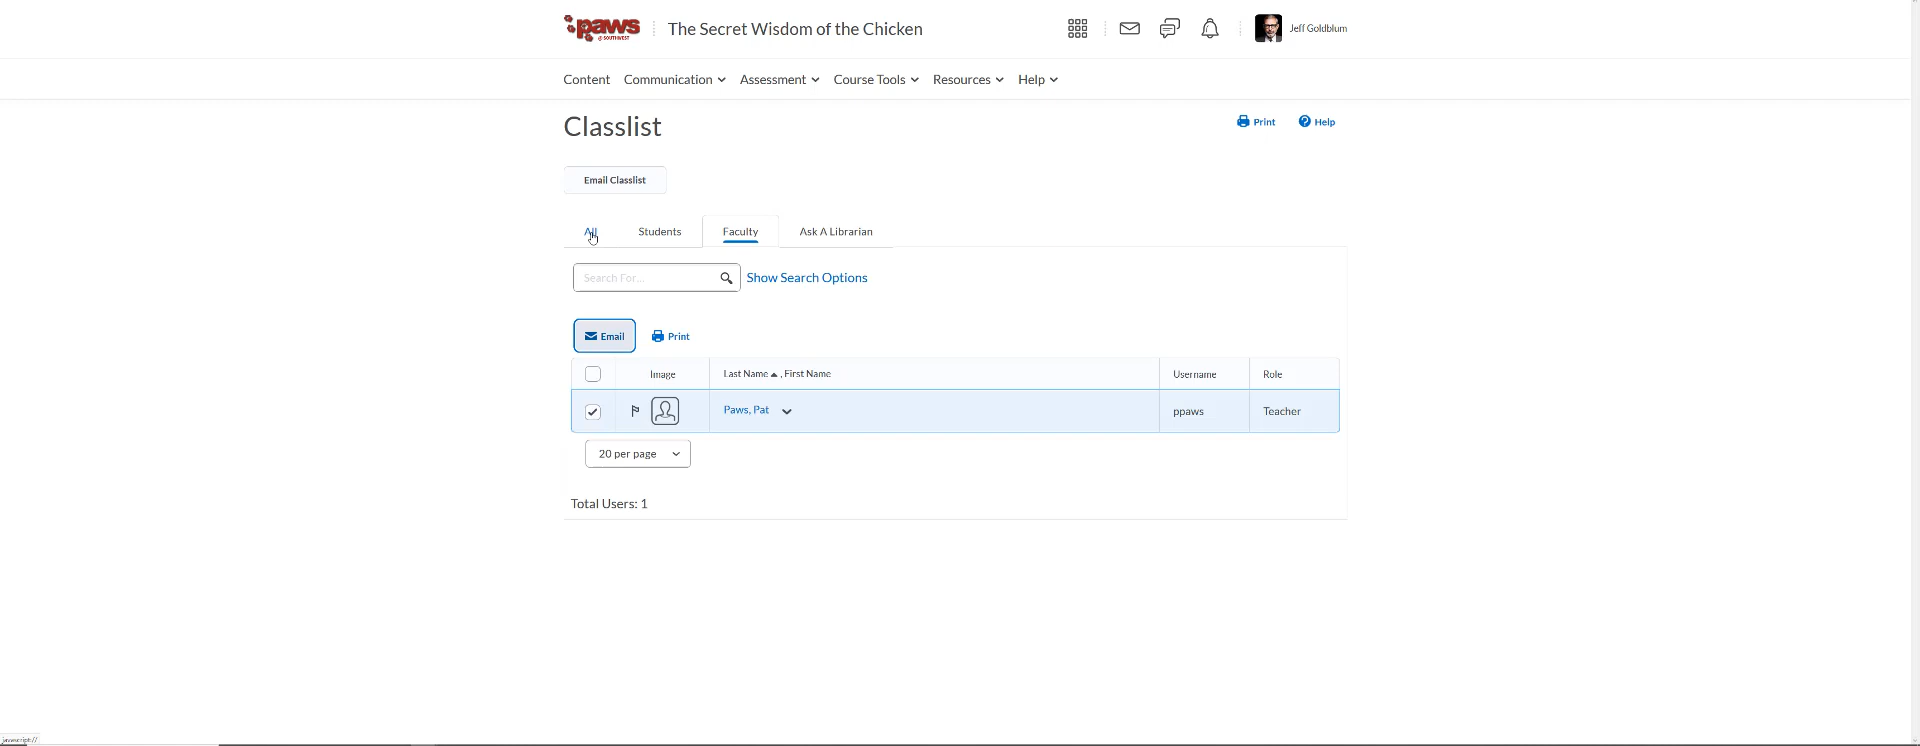 paws
@ SOUTHWEST
The Secret Wisdom of the Chicken
Jeff Goldblum
Content Communication Assessment Course Tools Resources Help
Classlist
Print Help
Email Classlist
All Students Faculty Ask A Librarian
Search For...
Show Search Options
Email Print
Image Last Name , First Name Username Role
Paws, Pat ppaws Teacher
20 per page
Total Users: 1
javascript://